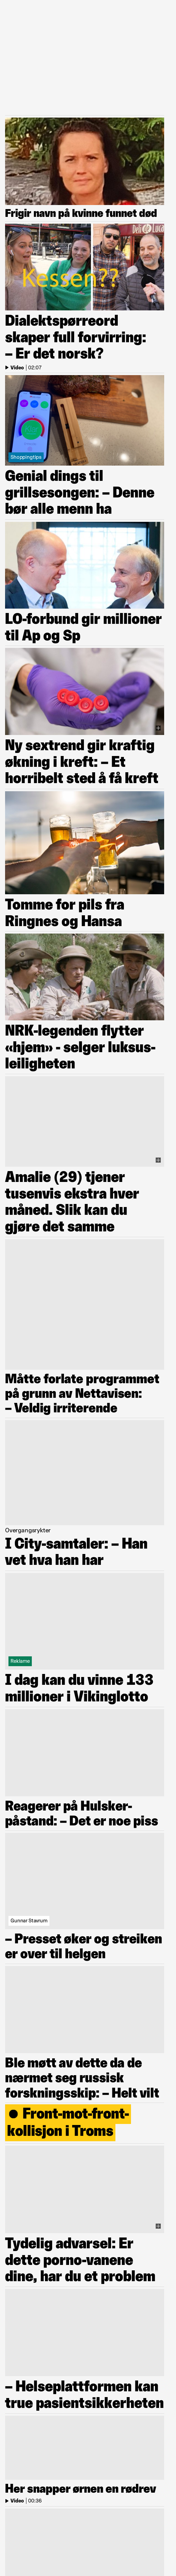 Frigir navn på kvinne funnet død
Kessen??
Dialektspørreord
skaper full forvirring:
– Er det norsk?
Video | 02:07
Shoppingtips
Genial dings til
grillsesongen: – Denne
bør alle menn ha
LO-forbund gir millioner
til Ap og Sp
Ny sextrend gir kraftig
økning i kreft: – Et
horribelt sted å få kreft
Tomme for pils fra
Ringnes og Hansa
NRK-legenden flytter
«hjem» - selger luksus-
leiligheten
Amalie (29) tjener
tusenvis ekstra hver
måned. Slik kan du
gjøre det samme
Måtte forlate programmet
på grunn av Nettavisen:
– Veldig irriterende
Overgangarykter
I City-samtaler: – Han
vet hva han har
Reklame
I dag kan du vinne 133
millioner i Vikinglotto
Reagerer på Hulsker-
påstand: – Det er noe piss
Gunnar Stavrum
– Presset øker og streiken
er over til helgen
Ble møtt av dette da de
nærmet seg russisk
forskningsskip: – Helt vilt
● Front-mot-front-
kollisjon i Troms
Tydelig advarsel: Er
dette porno-vanene
dine, har du et problem
– Helseplattformen kan
true pasientsikkerheten
Her snapper ørnen en rødrev
Video | 00:36